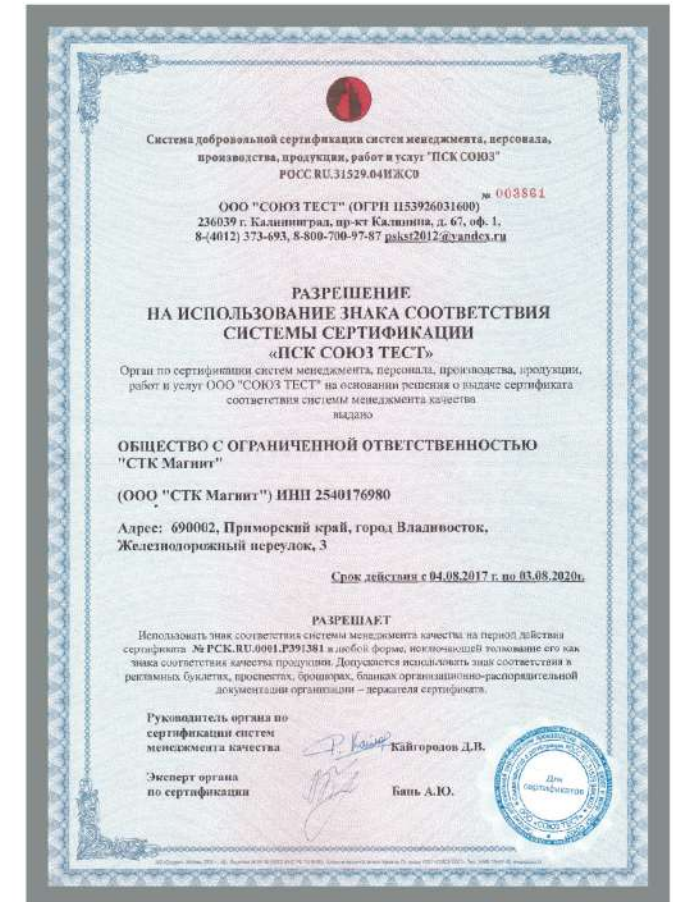 Система добровольной сертификации систем менеджмента, персонала,
производства, продукции, работ и услуг "ПСК СОЮЗ"
РОСС RU.31529.04ИЖС0
№ 003861
ООО "СОЮЗ ТЕСТ" (ОГРН 1153926031600)
236039 г. Калининград, пр-кт Калинина, д. 67, оф. 1,
8-(4012) 373-693, 8-800-700-97-87 pskst2012@yandex.ru
РАЗРЕШЕНИЕ
НА ИСПОЛЬЗОВАНИЕ ЗНАКА СООТВЕТСТВИЯ
СИСТЕМЫ СЕРТИФИКАЦИИ
«ПСК СОЮЗ ТЕСТ»
Орган по сертификации систем менеджмента, персонала, производства, продукции,
работ и услуг ООО "СОЮЗ ТЕСТ" на основании решения о выдаче сертификата
соответствия системы менеджмента качества
выдано
ОБЩЕСТВО С ОГРАНИЧЕННОЙ ОТВЕТСТВЕННОСТЬЮ
"СТК Магнит"
(ООО "СТК Магнит") ИНН 2540176980
Адрес: 690002, Приморский край, город Владивосток,
Железнодорожный переулок, 3
Срок действия с 04.08.2017 г. по 03.08.2020г.
РАЗРЕШАЕТ
Использовать знак соответствия системы менеджмента качества на период действия
сертификата № РСК.RU.0001.Р391381 в любой форме, исключающей толкование его как
знака соответствия качества продукции. Допускается использовать знак соответствия в
рекламных буклетах, проспектах, брошюрах, бланках организационно-распорядительной
документации организации – держателя сертификата.
Руководитель органа по
сертификации систем
менеджмента качества
Кайгородов Д.В.
Эксперт органа
по сертификации
Бань А.Ю.
Для
сертификатов
ООО «СОЮЗ ТЕСТ»